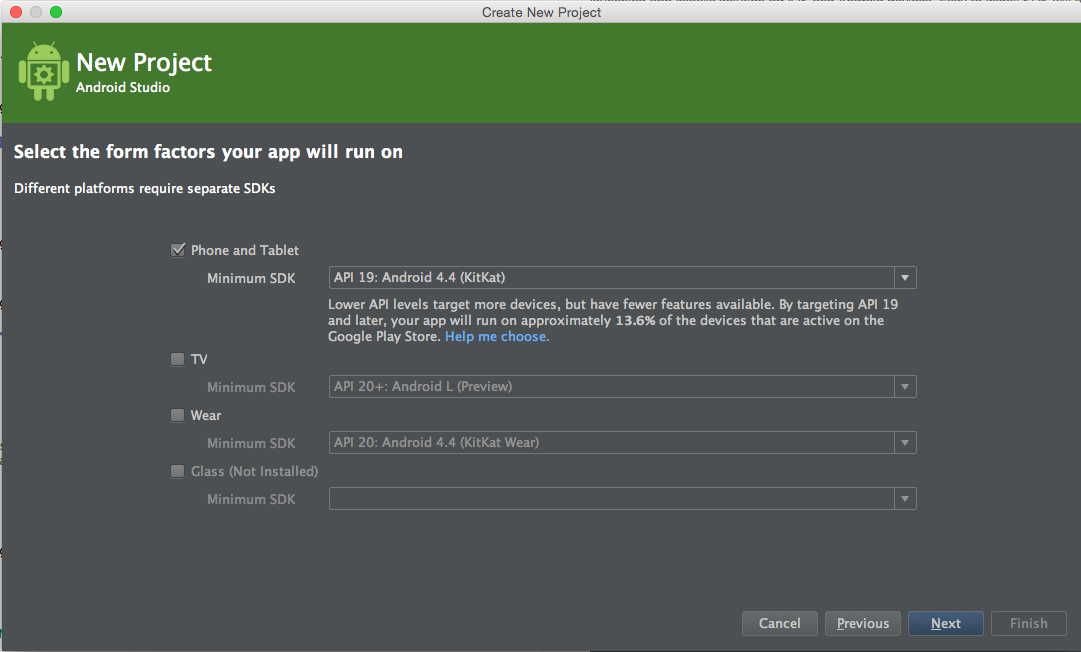 Create New Project
New Project
Android Studio
Select the form factors your app will run on
Different platforms require separate SDKs
Phone and Tablet
Minimum SDK API 19: Android 4.4 (KitKat)
Lower API levels target more devices, but have fewer features available. By targeting API 19
and later, your app will run on approximately 13.6% of the devices that are active on the
Google Play Store. Help me choose.
TV
Minimum SDK API 20+: Android L (Preview)
Wear
Minimum SDK API 20: Android 4.4 (KitKat Wear)
Glass (Not Installed)
Minimum SDK
Cancel Previous Next Finish